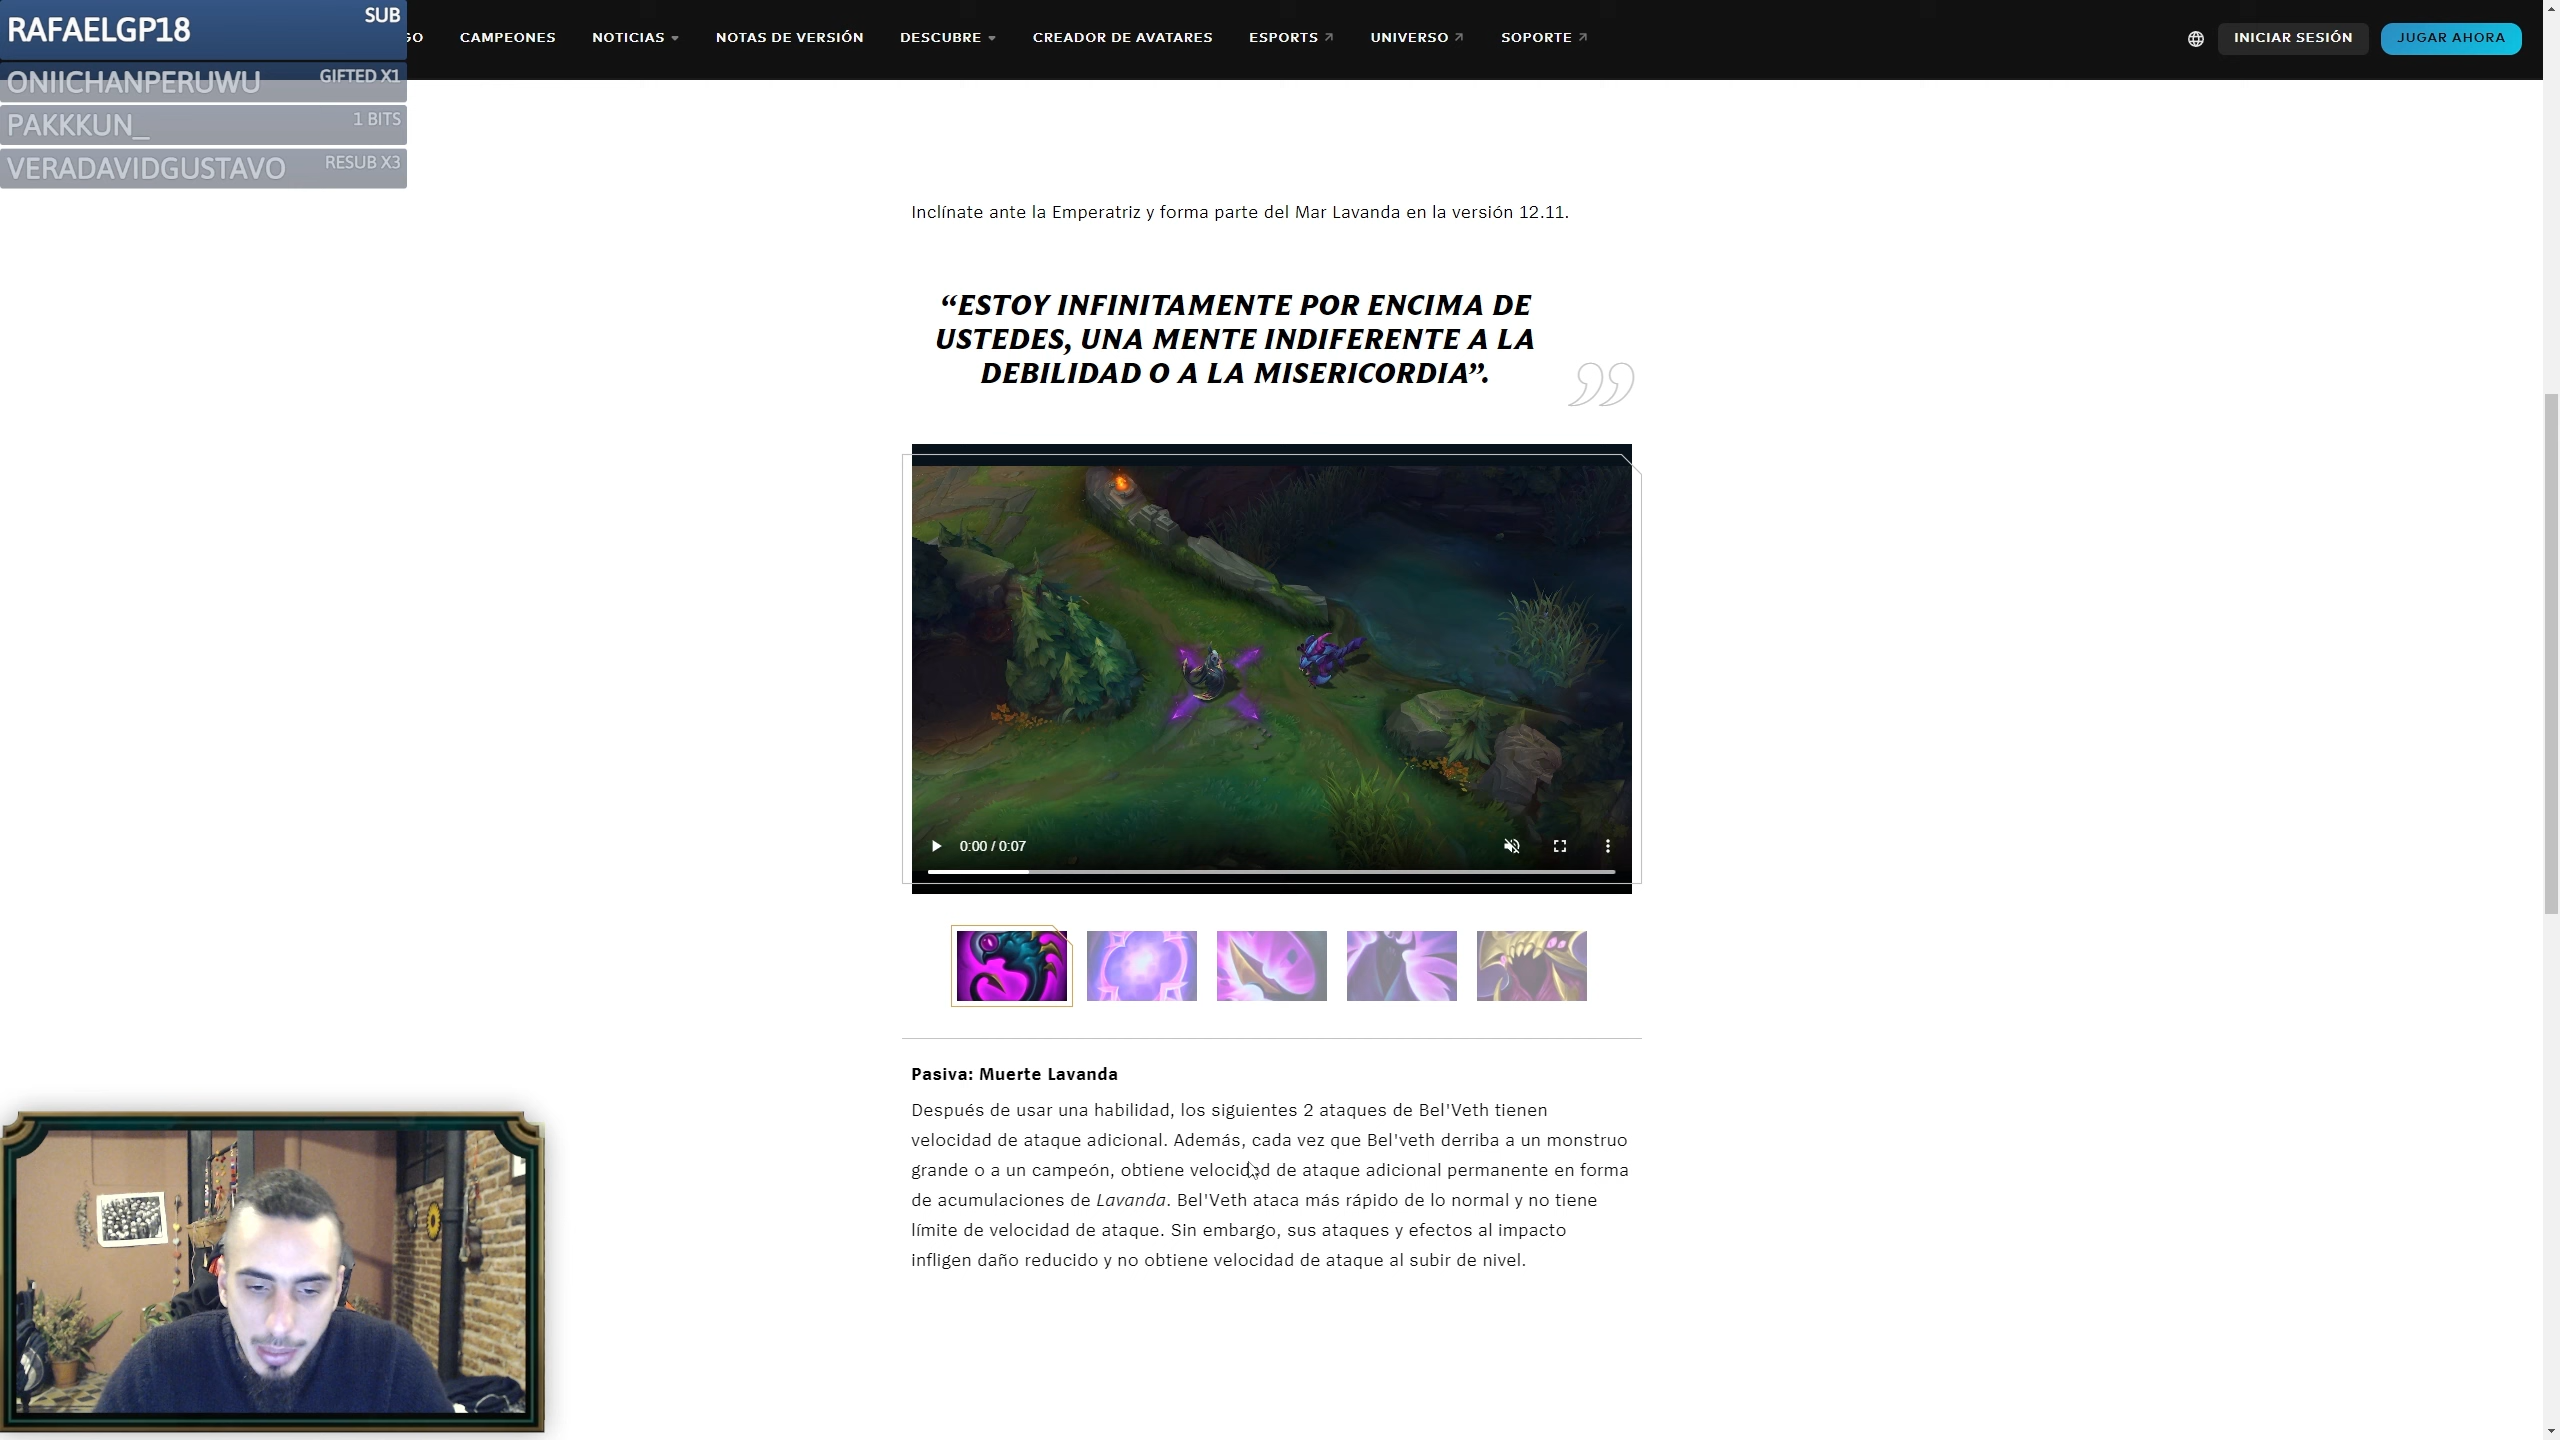 RAFAELGP18 SUB
ONIICHANPERUWU GIFTED X1
PAKKKUN_ 1 BITS
VERADAVIDGUSTAVO RESUB X3
GO CAMPEONES NOTICIAS NOTAS DE VERSIÓN DESCUBRE CREADOR DE AVATARES ESPORTS UNIVERSO SOPORTE INICIAR SESIÓN JUGAR AHORA
Inclínate ante la Emperatriz y forma parte del Mar Lavanda en la versión 12.11.
“ESTOY INFINITAMENTE POR ENCIMA DE
USTEDES, UNA MENTE INDIFERENTE A LA
DEBILIDAD O A LA MISERICORDIA”.
0:00 / 0:07
Pasiva: Muerte Lavanda
Después de usar una habilidad, los siguientes 2 ataques de Bel'Veth tienen
velocidad de ataque adicional. Además, cada vez que Bel'veth derriba a un monstruo
grande o a un campeón, obtiene velocidad de ataque adicional permanente en forma
de acumulaciones de Lavanda. Bel'Veth ataca más rápido de lo normal y no tiene
límite de velocidad de ataque. Sin embargo, sus ataques y efectos al impacto
infligen daño reducido y no obtiene velocidad de ataque al subir de nivel.